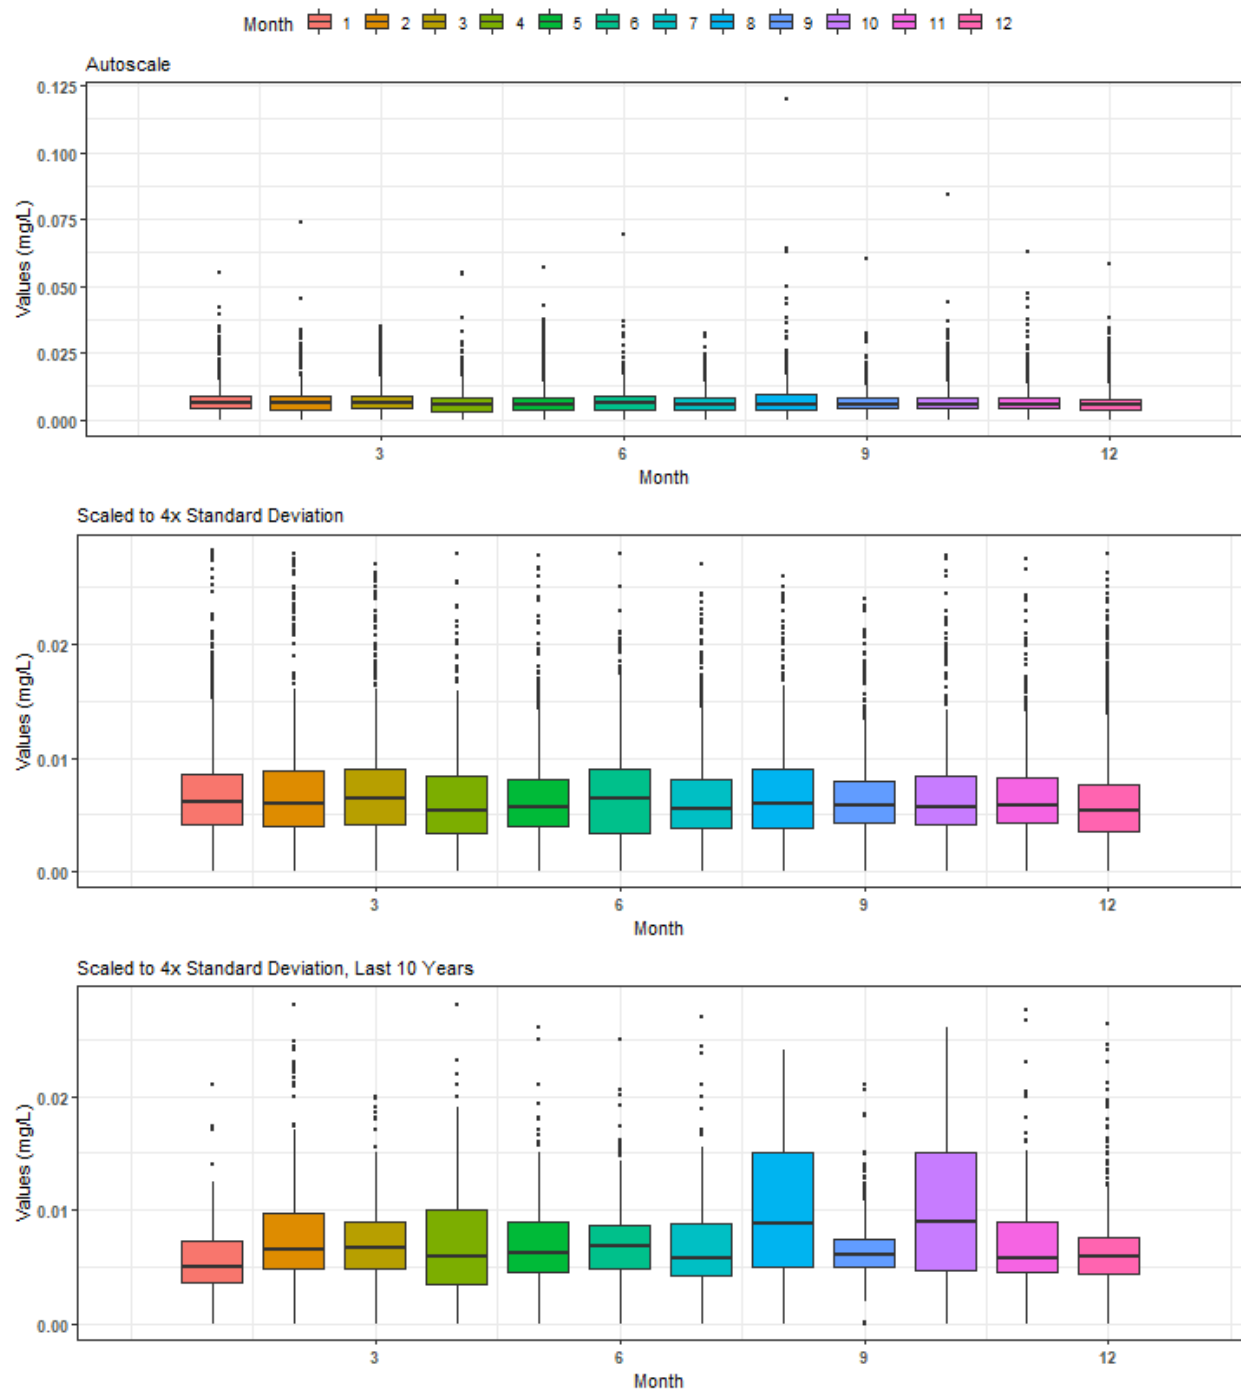 Month 1 2 3 4 5 6 7 8 9 10 11 12
Autoscale
Values (mg/L)
0.125
0.100
0.075
0.050
0.025
0.000
3 6 9 12
Month
Scaled to 4x Standard Deviation
Values (mg/L)
0.02
0.01
0.00
3 6 9 12
Month
Scaled to 4x Standard Deviation, Last 10 Years
Values (mg/L)
0.02
0.01
0.00
3 6 9 12
Month